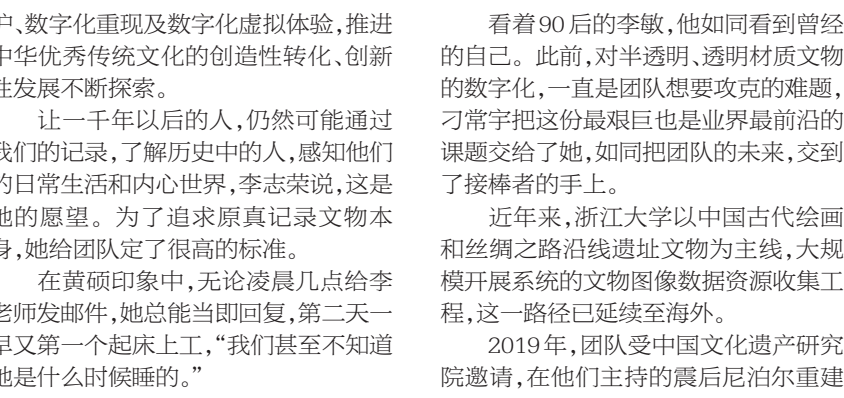 护、数字化重现及数字化虚拟体验,推进
中华优秀传统文化的创造性转化、创新
性发展不断探索。
让一千年以后的人,仍然可能通过
我们的记录,了解历史中的人,感知他们
的日常生活和内心世界,李志荣说,这是
她的愿望。为了追求原真记录文物本
身,她给团队定了很高的标准。
在黄硕印象中,无论凌晨几点给李
老师发邮件,她总能当即回复,第二天一
早又第一个起床上工,“我们甚至不知道
她是什么时候睡的。”
看着90后的李敏,他如同看到曾经
的自己。此前,对半透明、透明材质文物
的数字化,一直是团队想要攻克的难题,
刁常宇把这份最艰巨也是业界最前沿的
课题交给了她,如同把团队的未来,交到
了接棒者的手上。
近年来,浙江大学以中国古代绘画
和丝绸之路沿线遗址文物为主线,大规
模开展系统的文物图像数据资源收集工
程,这一路径已延续至海外。
2019年,团队受中国文化遗产研究
院邀请,在他们主持的震后尼泊尔重建